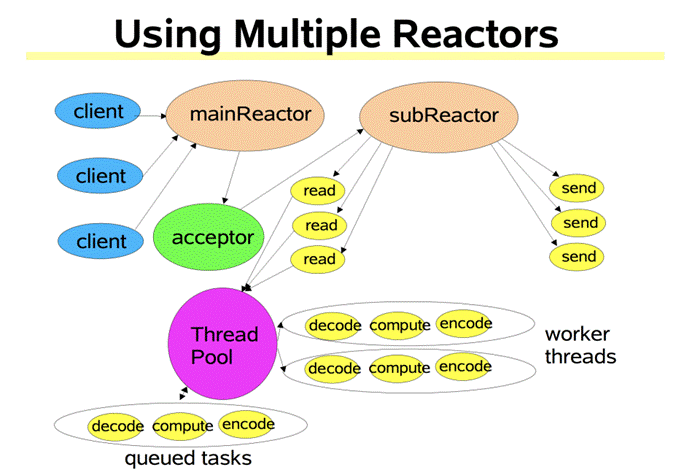 Using Multiple Reactors
client
mainReactor
subReactor
client
client
acceptor
read
read
read
send
send
send
Thread
Pool
decode compute encode
decode compute encode
worker
threads
decode compute encode
queued tasks